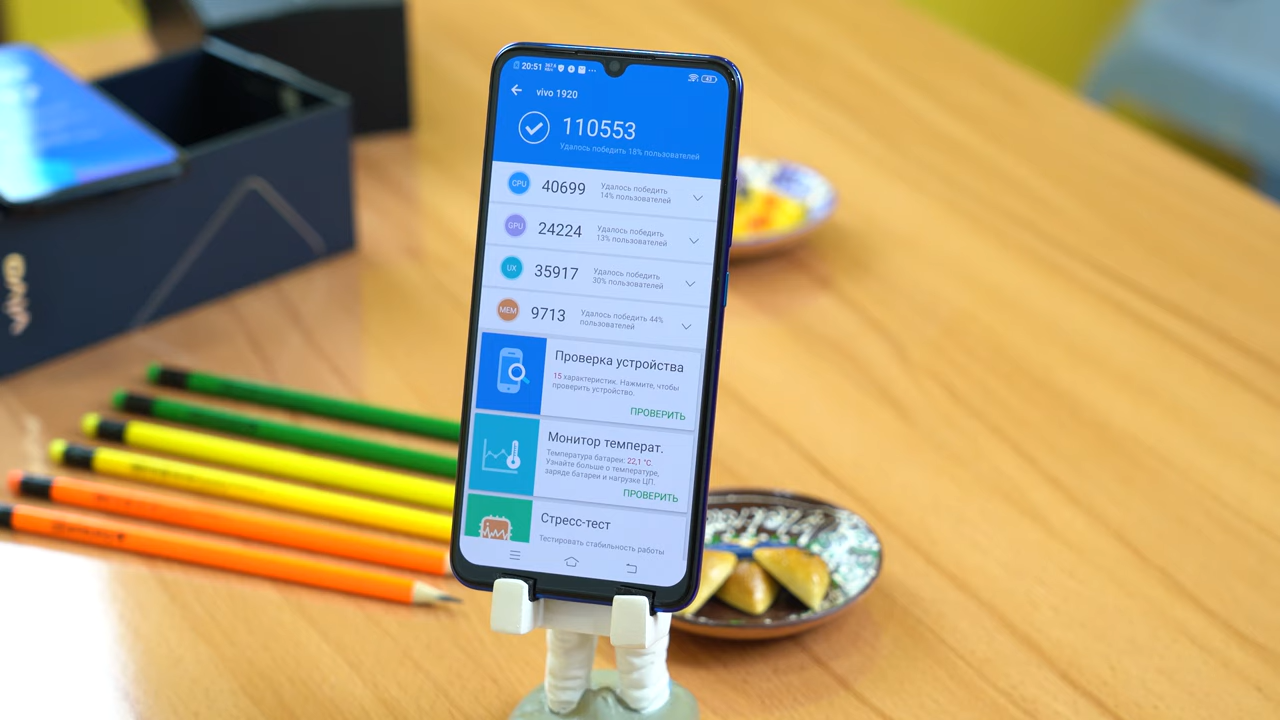 20:51
42
vivo 1920
110553
Удалось победить 18% пользователей
CPU
40699
Удалось победить
14% пользователей
GPU
24224
Удалось победить
13% пользователей
UX
35917
Удалось победить
30% пользователей
MEM
9713
Удалось победить 44%
пользователей
Проверка устройства
15 характеристик. Нажмите, чтобы
проверить устройство.
ПРОВЕРИТЬ
Монитор температ.
Температура батареи: 22,1 °C.
Узнайте больше о температуре,
заряде батареи и нагрузке ЦП.
ПРОВЕРИТЬ
Стресс-тест
Тестировать стабильность работы
vivo